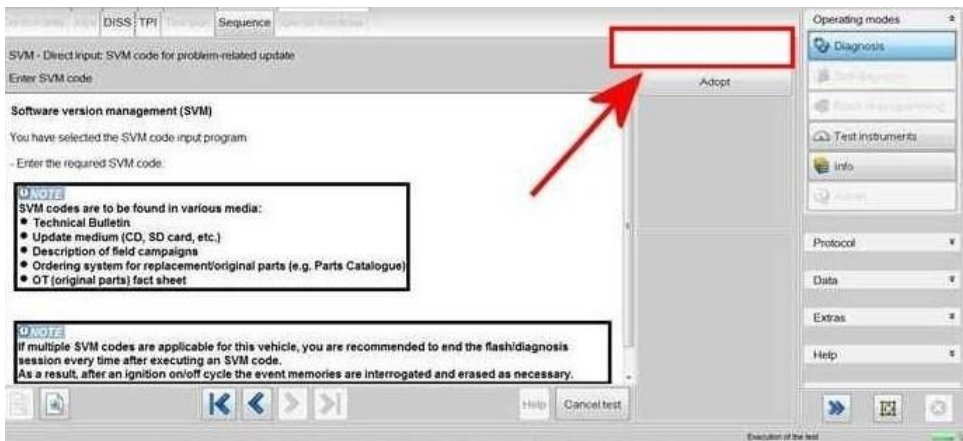 DISS
TPI
Sequence
Operating modes
SVM - Direct input: SVM code for problem-related update
Diagnosis
Enter SVM code
Adopt
Software version management (SVM)
You have selected the SVM code input program
Test instruments
- Enter the required SVM code.
Info
NOTE
SVM codes are to be found in various media:
● Technical Bulletin
● Update medium (CD, SD card, etc.)
● Description of field campaigns
● Ordering system for replacement/original parts (e.g. Parts Catalogue)
● OT (original parts) fact sheet
Protocol
Data
Extras
NOTE
If multiple SVM codes are applicable for this vehicle, you are recommended to end the flash/diagnosis
session every time after executing an SVM code.
As a result, after an ignition on/off cycle the event memories are interrogated and erased as necessary.
Help
Help
Cancel test
Execution of the test